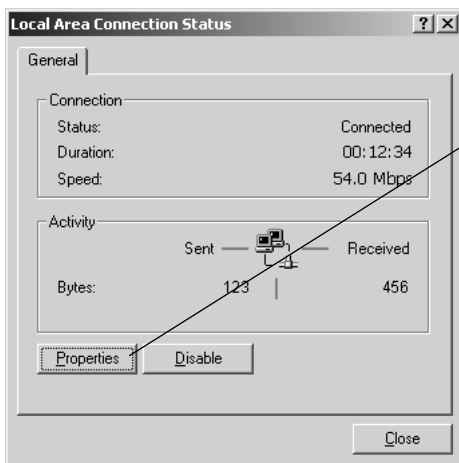 Local Area Connection Status
General
Connection
Status: Connected
Duration: 00:12:34
Speed: 54.0 Mbps
Activity
Sent Received
Bytes: 123 456
Properties Disable
Close